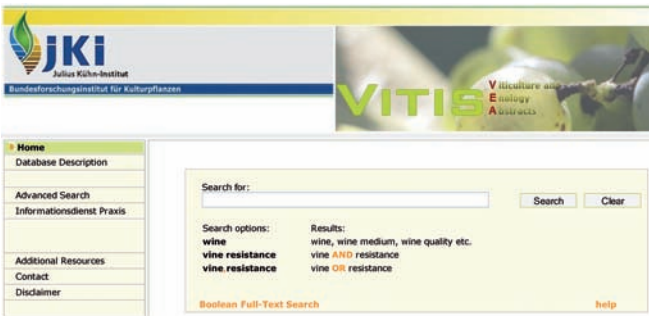 jKi
Julius Kühn-Institut
Bundesforschungsinstitut für Kulturpflanzen
VITIS
Viticulture and
Enology
Abstracts
Home
Database Description
Advanced Search
Informationsdienst Praxis
Additional Resources
Contact
Disclaimer
Search for:
Search Clear
Search options: Results:
wine wine, wine medium, wine quality etc.
vine resistance vine AND resistance
vine,resistance vine OR resistance
Boolean Full-Text Search help